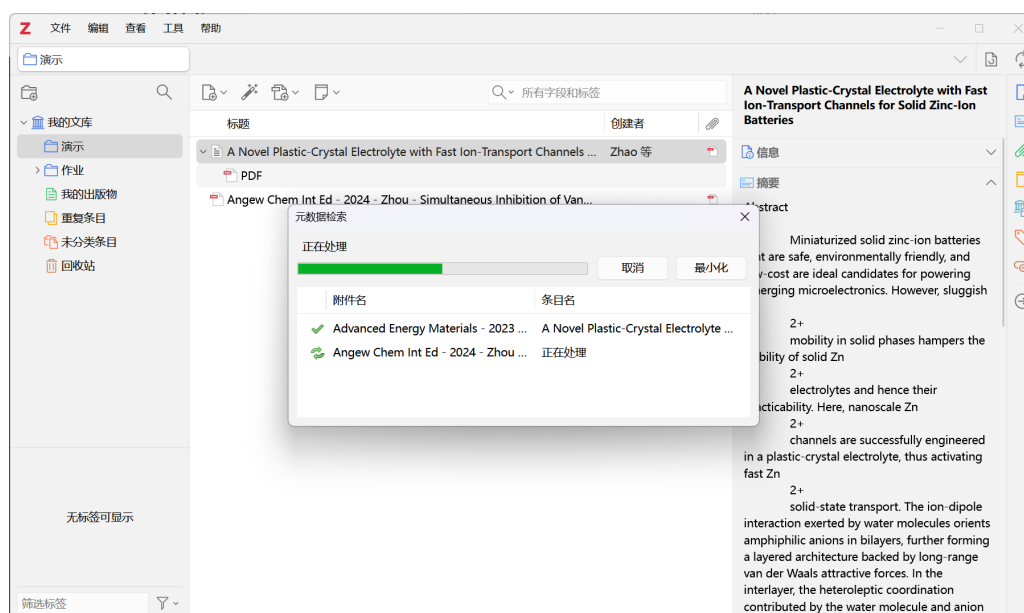 Z 文件 编辑 查看 工具 帮助
演示
我的文库
演示
作业
我的出版物
重复条目
未分类条目
回收站
无标签可显示
筛选标签
所有字段和标签
标题 创建者
A Novel Plastic-Crystal Electrolyte with Fast Ion-Transport Channels ... Zhao 等
PDF
Angew Chem Int Ed - 2024 - Zhou - Simultaneous Inhibition of Van...
元数据检索
正在处理
取消 最小化
附件名 条目名
Advanced Energy Materials - 2023 ... A Novel Plastic-Crystal Electrolyte ...
Angew Chem Int Ed - 2024 - Zhou ... 正在处理
A Novel Plastic-Crystal Electrolyte with Fast
Ion-Transport Channels for Solid Zinc-Ion
Batteries
信息
摘要
stract
Miniaturized solid zinc-ion batteries
at are safe, environmentally friendly, and
-cost are ideal candidates for powering
erging microelectronics. However, sluggish
2+
mobility in solid phases hampers the
bility of solid Zn
2+
electrolytes and hence their
acticability. Here, nanoscale Zn
2+
channels are successfully engineered
in a plastic-crystal electrolyte, thus activating
fast Zn
2+
solid-state transport. The ion-dipole
interaction exerted by water molecules orients
amphiphilic anions in bilayers, further forming
a layered architecture backed by long-range
van der Waals attractive forces. In the
interlayer, the heteroleptic coordination
contributed by the water molecule and anion